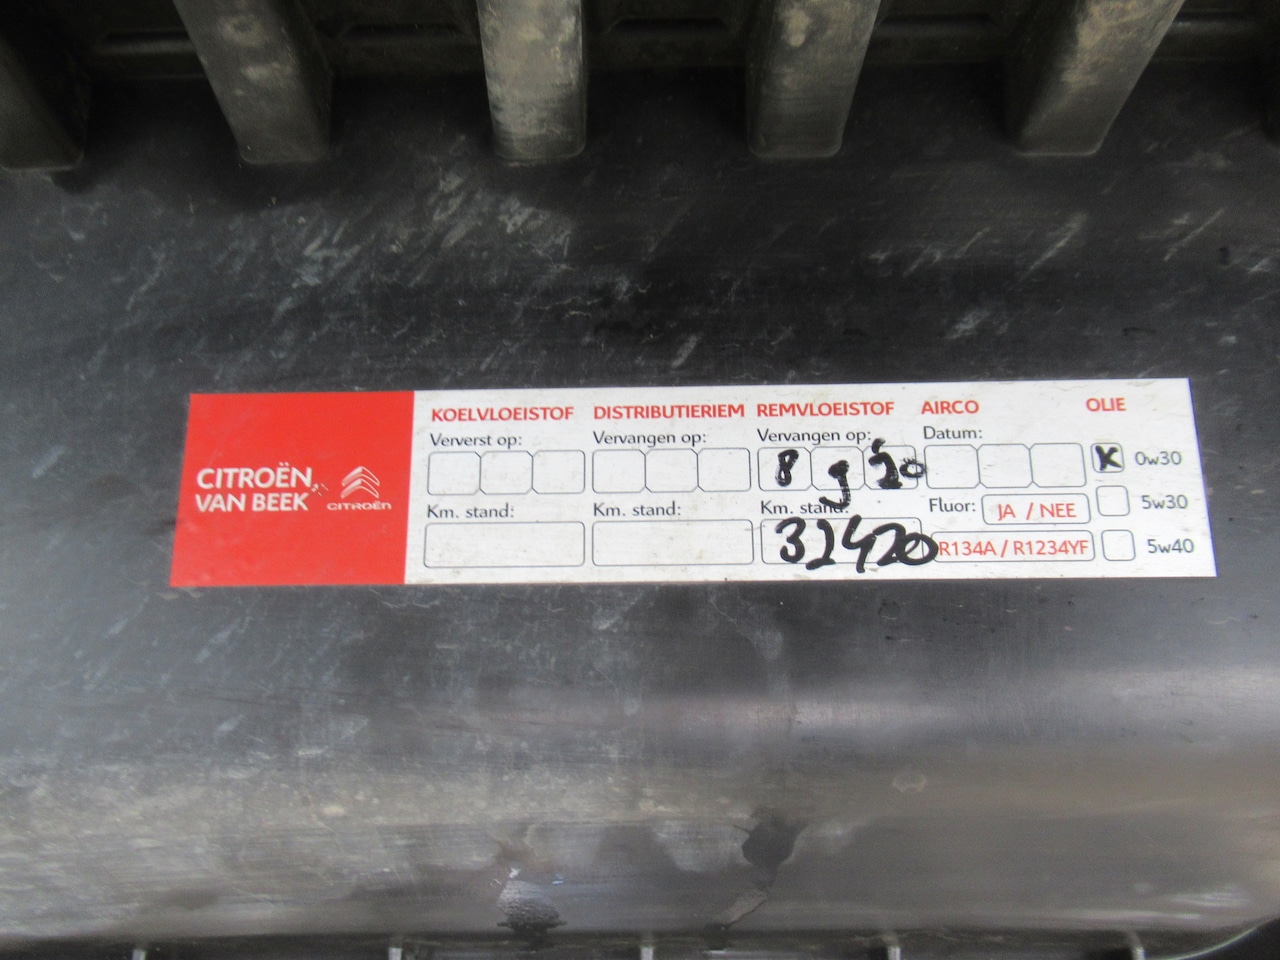 CITROËN
VAN BEEK
CITROËN
KOELVLOEISTOF
Ververst op:
Km. stand:
DISTRIBUTIERIEM
Vervangen op:
Km. stand:
REMVLOEISTOF
Vervangen op:
8 9 20
Km. stand:
32420
AIRCO
Datum:
Fluor: JA / NEE
R134A / R1234YF
OLIE
X 0w30
5w30
5w40